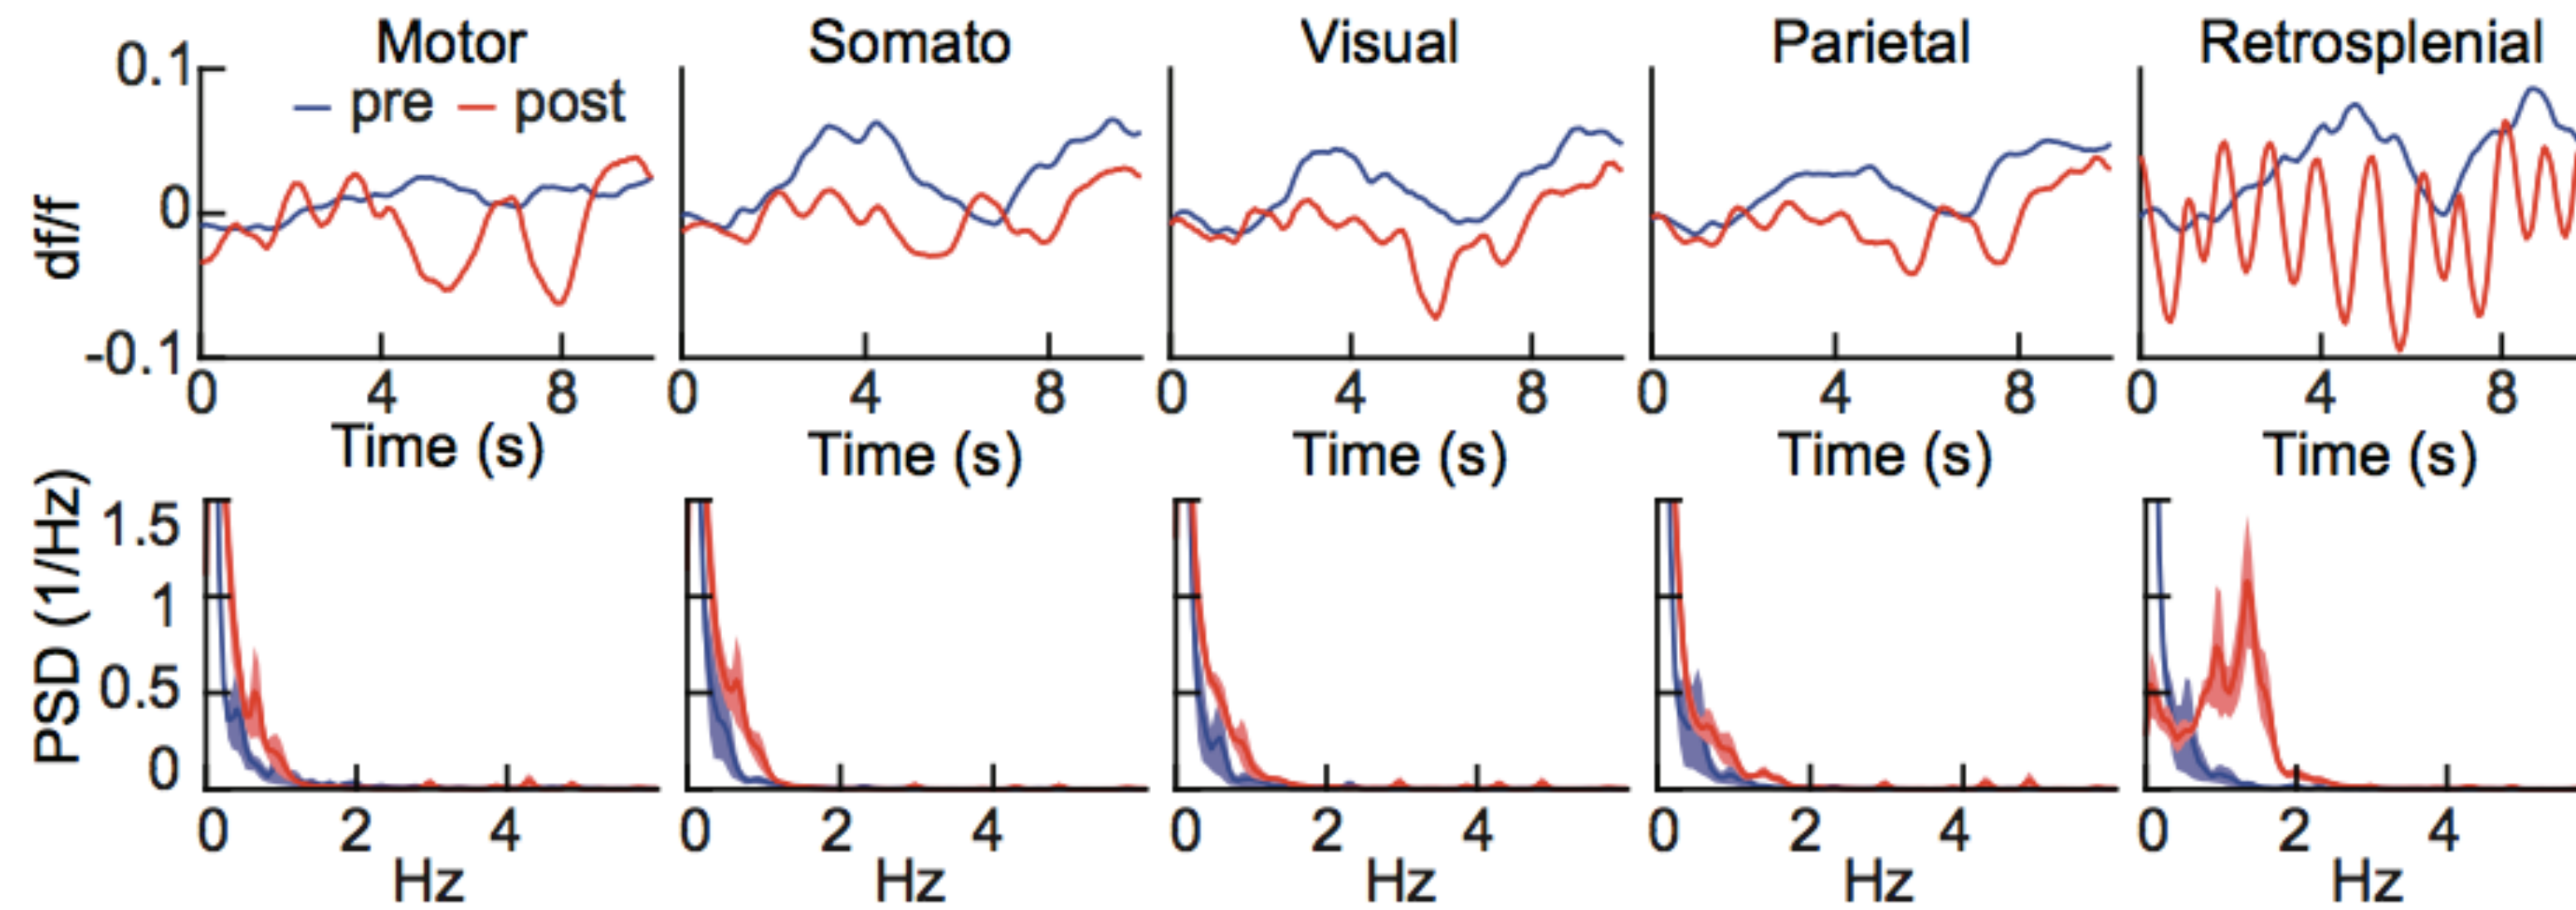 Motor Somato Visual Parietal Retrosplenial
0.1
pre post
0
df/f
-0.1
0 4 8 0 4 8 0 4 8 0 4 8 0 4 8
Time (s) Time (s) Time (s) Time (s) Time (s)
1.5
1
0.5
0
PSD (1/Hz)
0 2 4 0 2 4 0 2 4 0 2 4 0 2 4
Hz Hz Hz Hz Hz